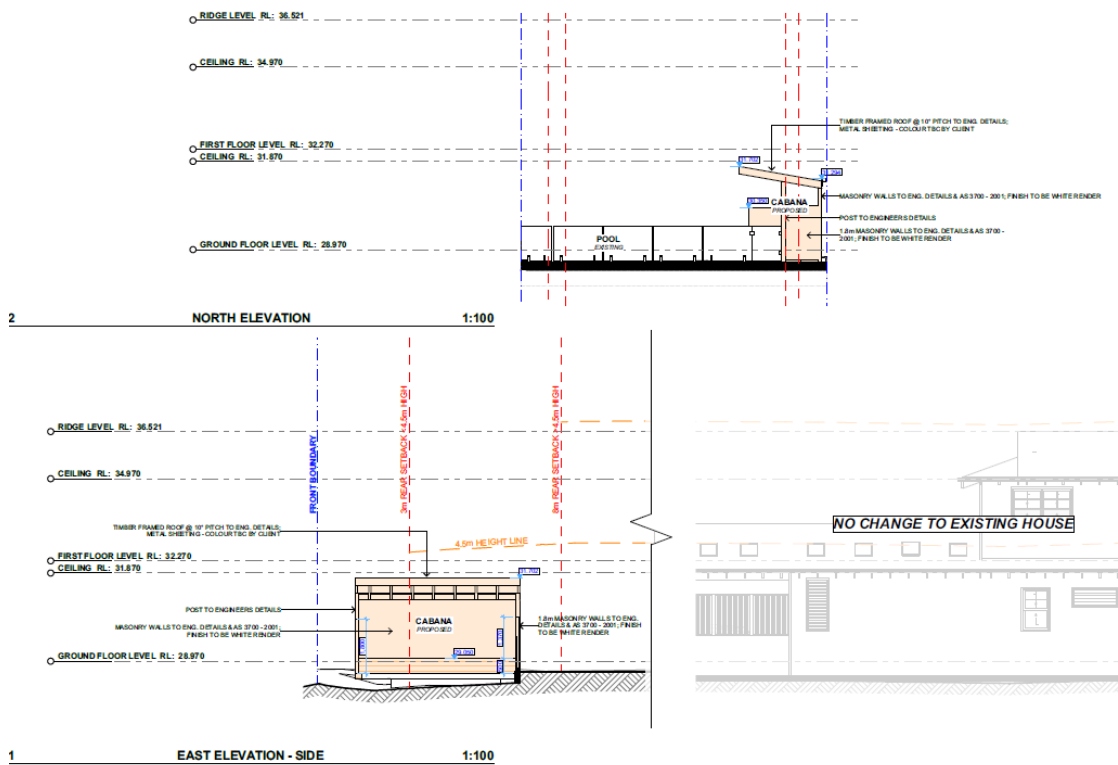 RIDGE LEVEL RL: 36.521
CEILING RL: 34.970
TIMBER FRAMED ROOF @ 10° PITCH TO ENG. DETAILS;
METAL SHEETING - COLOUR TBC BY CLIENT
FIRST FLOOR LEVEL RL: 32.270
CEILING RL: 31.870
31.702
MASONRY WALLS TO ENG. DETAILS & AS 3700 - 2001; FINISH TO BE WHITE RENDER
CABANA
PROPOSED
POST TO ENGINEERS DETAILS
1.8m MASONRY WALLS TO ENG. DETAILS & AS 3700 -
2001; FINISH TO BE WHITE RENDER
POOL
EXISTING
GROUND FLOOR LEVEL RL: 28.970
2 NORTH ELEVATION 1:100
FRONT BOUNDARY
3m REAR SETBACK <4.5m HIGH
8m REAR SETBACK >4.5m HIGH
RIDGE LEVEL RL: 36.521
CEILING RL: 34.970
NO CHANGE TO EXISTING HOUSE
TIMBER FRAMED ROOF @ 10° PITCH TO ENG. DETAILS;
METAL SHEETING - COLOUR TBC BY CLIENT
4.5m HEIGHT LINE
FIRST FLOOR LEVEL RL: 32.270
CEILING RL: 31.870
31.702
POST TO ENGINEERS DETAILS
CABANA
PROPOSED
MASONRY WALLS TO ENG. DETAILS & AS 3700 - 2001;
FINISH TO BE WHITE RENDER
1.8m MASONRY WALLS TO ENG.
DETAILS & AS 3700 - 2001; FINISH
TO BE WHITE RENDER
29.050
GROUND FLOOR LEVEL RL: 28.970
1 EAST ELEVATION - SIDE 1:100